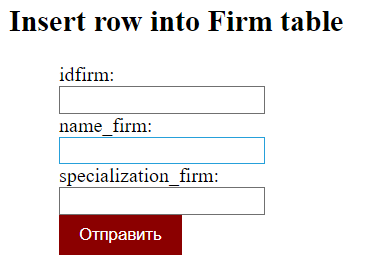 Insert row into Firm table
idfirm:
name_firm:
specialization_firm:
Отправить